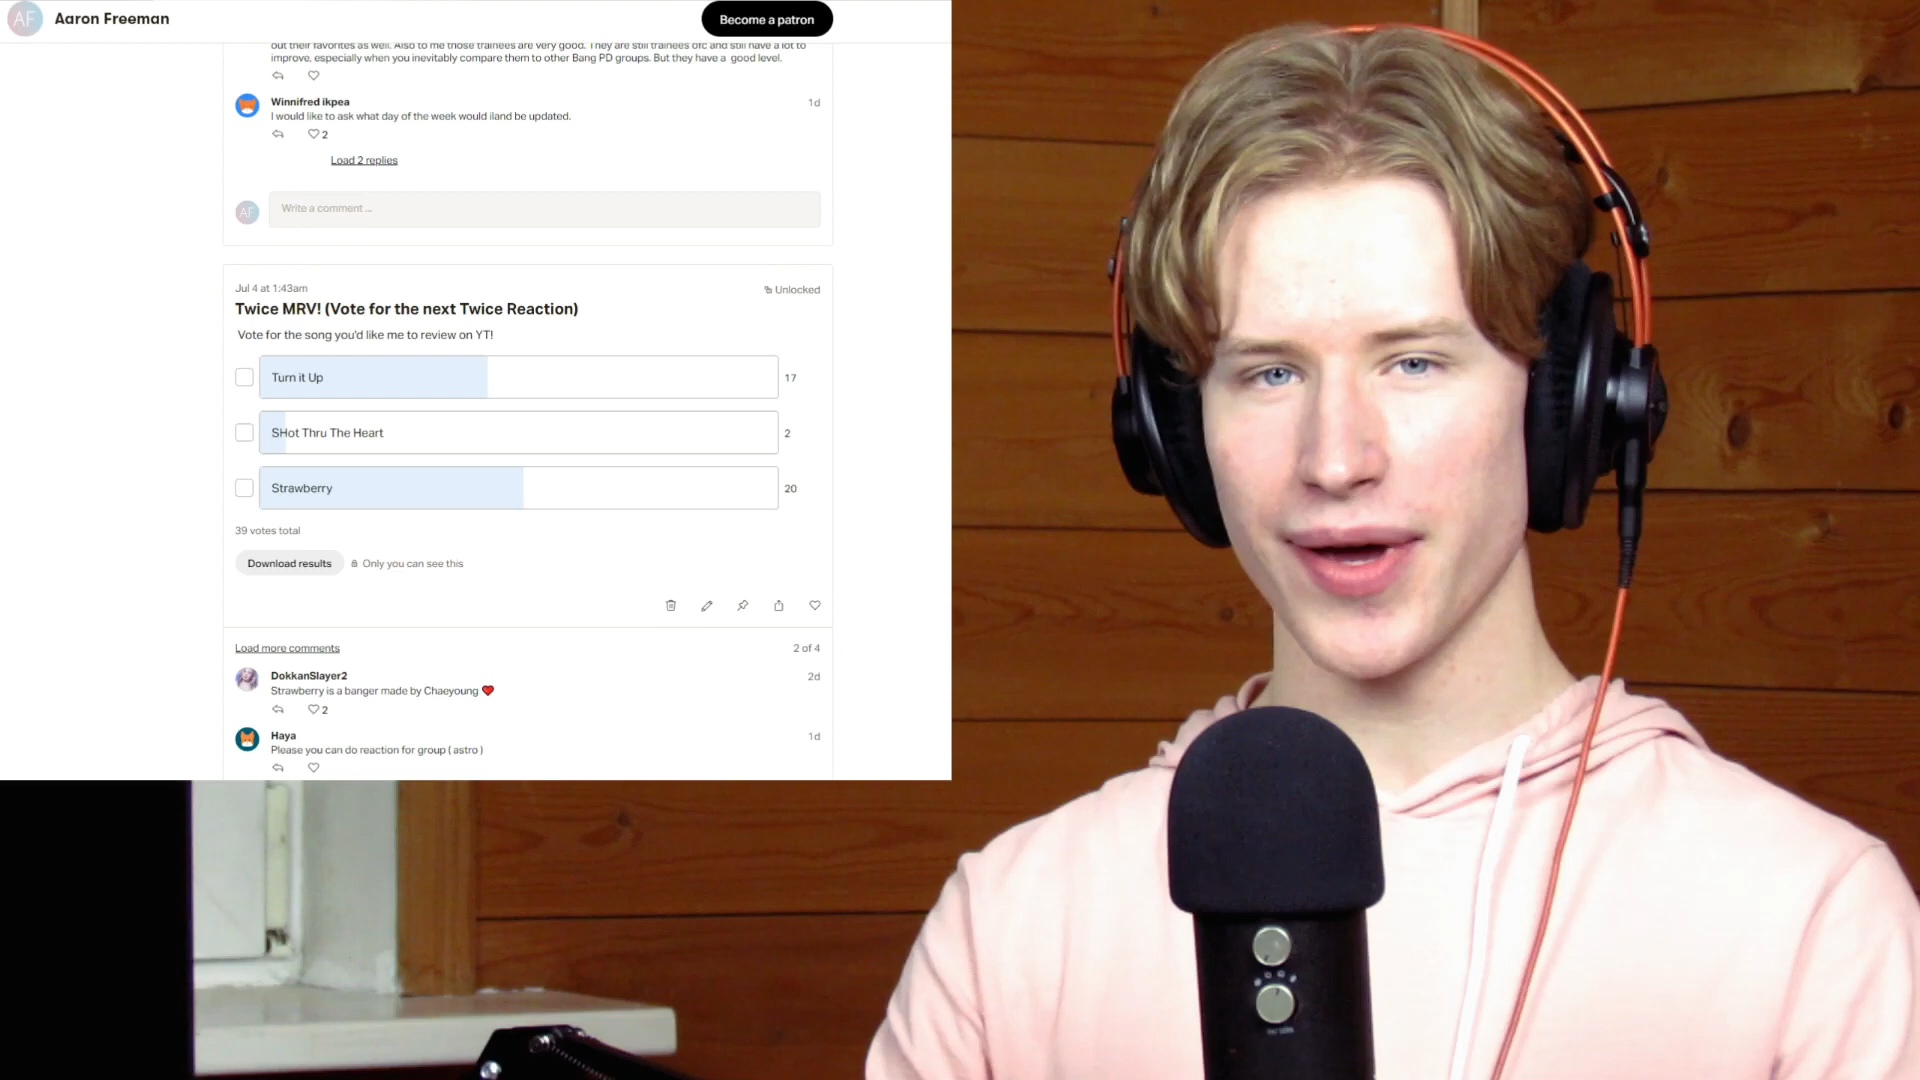 AF Aaron Freeman
Become a patron
out their favorites as well. Also to me those trainees are very good. They are still trainees ofc and still have a lot to
improve, especially when you inevitably compare them to other Bang PD groups. But they have a good level.
Winnifred ikpea
1d
I would like to ask what day of the week would iland be updated.
2
Load 2 replies
AF
Write a comment ...
Jul 4 at 1:43am
Unlocked
Twice MRV! (Vote for the next Twice Reaction)
Vote for the song you'd like me to review on YT!
Turn it Up
17
SHot Thru The Heart
2
Strawberry
20
39 votes total
Download results
Only you can see this
Load more comments
2 of 4
DokkanSlayer2
2d
Strawberry is a banger made by Chaeyoung ❤️
2
Haya
1d
Please you can do reaction for group ( astro )